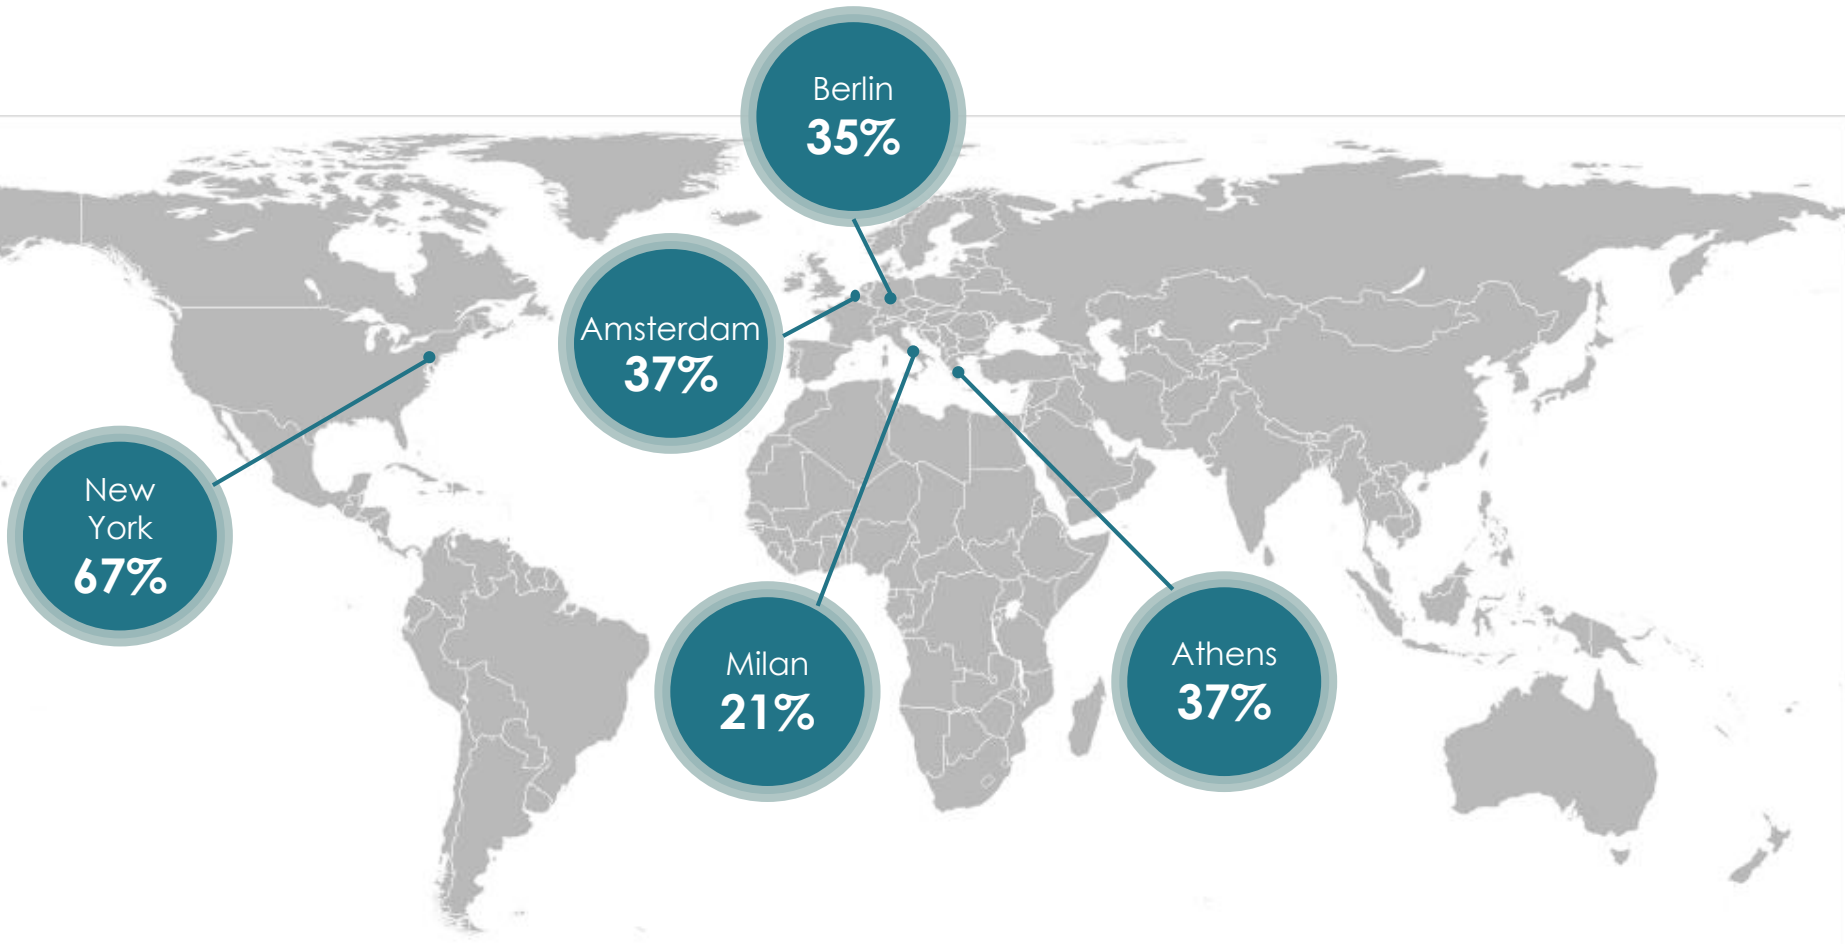 Berlin
35%
Amsterdam
37%
New
York
67%
Milan
21%
Athens
37%